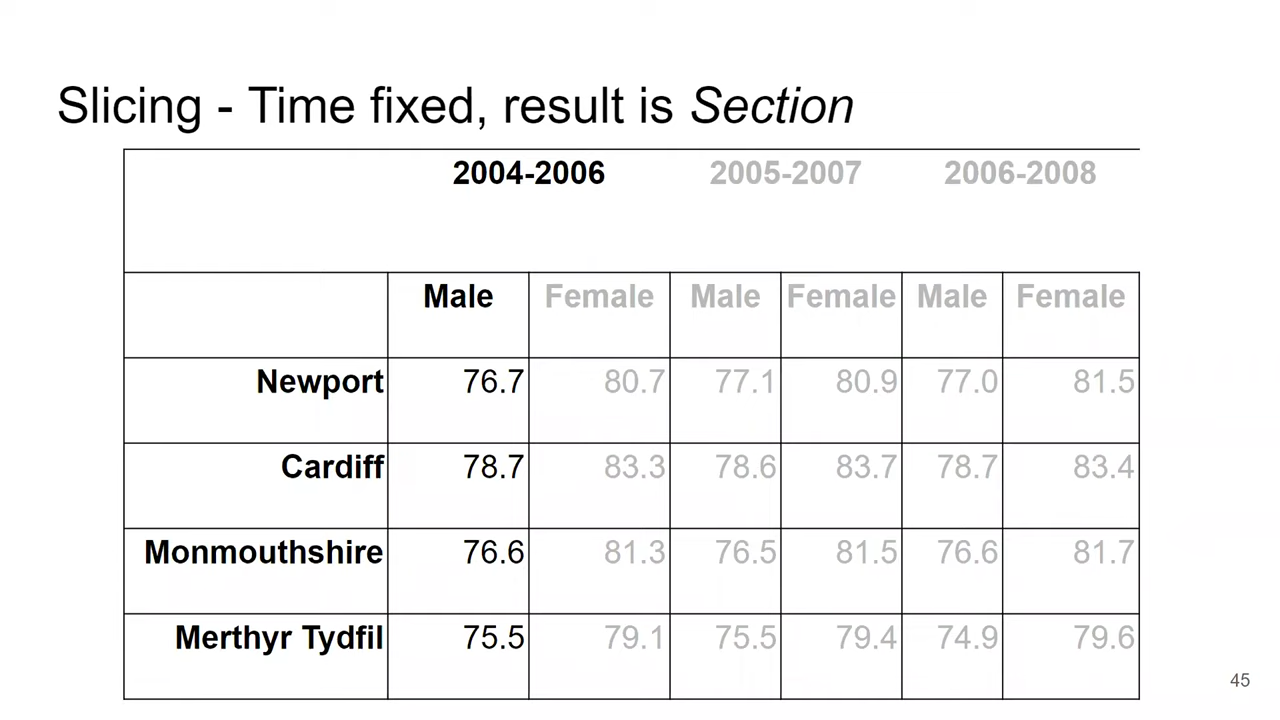 Slicing - Time fixed, result is Section
2004-2006 2005-2007 2006-2008
Male Female Male Female Male Female
Newport 76.7 80.7 77.1 80.9 77.0 81.5
Cardiff 78.7 83.3 78.6 83.7 78.7 83.4
Monmouthshire 76.6 81.3 76.5 81.5 76.6 81.7
Merthyr Tydfil 75.5 79.1 75.5 79.4 74.9 79.6
45